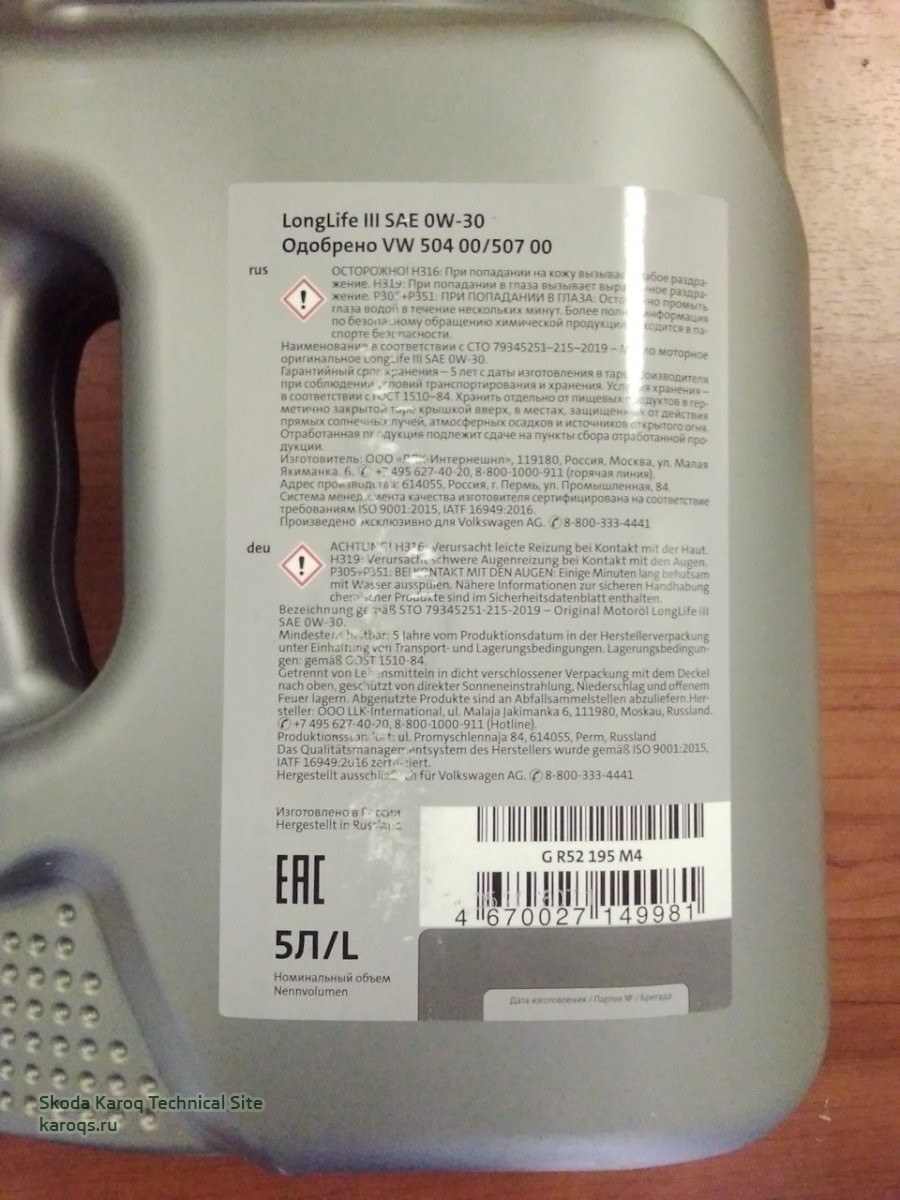 LongLife III SAE 0W-30
Одобрено VW 504 00/507 00
rus
ОСТОРОЖНО! H316: При попадании на кожу вызывает слабое раздра-
жение. H319: При попадании в глаза вызывает выраженное раздра-
жение. P305+P351: ПРИ ПОПАДАНИИ В ГЛАЗА: Осторожно промыть
глаза водой в течение нескольких минут. Более полная информация
по безопасному обращению химической продукции находится в па-
спорте безопасности.
Наименование в соответствии с СТО 79345251–215–2019 – Масло моторное
оригинальное LongLife III SAE 0W-30.
Гарантийный срок хранения – 5 лет с даты изготовления в таре производителя
при соблюдении условий транспортирования и хранения. Условия хранения –
в соответствии с ГОСТ 1510–84. Хранить отдельно от пищевых продуктов в гер-
метично закрытой таре крышкой вверх, в местах, защищенных от действия
прямых солнечных лучей, атмосферных осадков и источников открытого огня.
Отработанная продукция подлежит сдаче на пункты сбора отработанной про-
дукции.
Изготовитель: ООО «ЛЛК-Интернешнл», 119180, Россия, Москва, ул. Малая
Якиманка, 6. ✆ +7 495 627-40-20, 8-800-1000-911 (горячая линия).
Адрес производства: 614055, Россия, г. Пермь, ул. Промышленная, 84.
Система менеджмента качества изготовителя сертифицирована на соответствие
требованиям ISO 9001:2015, IATF 16949:2016.
Произведено эксклюзивно для Volkswagen AG. ✆ 8-800-333-4441
deu
ACHTUNG! H316: Verursacht leichte Reizung bei Kontakt mit der Haut.
H319: Verursacht schwere Augenreizung bei Kontakt mit den Augen.
P305+P351: BEI KONTAKT MIT DEN AUGEN: Einige Minuten lang behutsam
mit Wasser ausspülen. Nähere Informationen zur sicheren Handhabung
chemischer Produkte sind im Sicherheitsdatenblatt enthalten.
Bezeichnung gemäß STO 79345251-215-2019 – Original Motoröl LongLife III
SAE 0W-30.
Mindestens haltbar: 5 Jahre vom Produktionsdatum in der Herstellerverpackung
unter Einhaltung von Transport- und Lagerungsbedingungen. Lagerungsbedingun-
gen: gemäß GOST 1510-84.
Getrennt von Lebensmitteln in dicht verschlossener Verpackung mit dem Deckel
nach oben, geschützt von direkter Sonneneinstrahlung, Niederschlag und offenem
Feuer lagern. Abgenutzte Produkte sind an Abfallsammelstellen abzuliefern.Her-
steller: OOO LLK-International, ul. Malaja Jakimanka 6, 111980, Moskau, Russland.
✆ +7 495 627-40-20, 8-800-1000-911 (Hotline).
Produktionsstandort: ul. Promyschlennaja 84, 614055, Perm, Russland
Das Qualitätsmanagementsystem des Herstellers wurde gemäß ISO 9001:2015,
IATF 16949:2016 zertifiziert.
Hergestellt ausschließlich für Volkswagen AG. ✆ 8-800-333-4441
Изготовлено в России
Hergestellt in Russland
G R52 195 M4
EAC
4 670027 149981
5Л/L
Номинальный объем
Nennvolumen
Дата изготовления / Партия № / Бригада
Skoda Karoq Technical Site
karoqs.ru